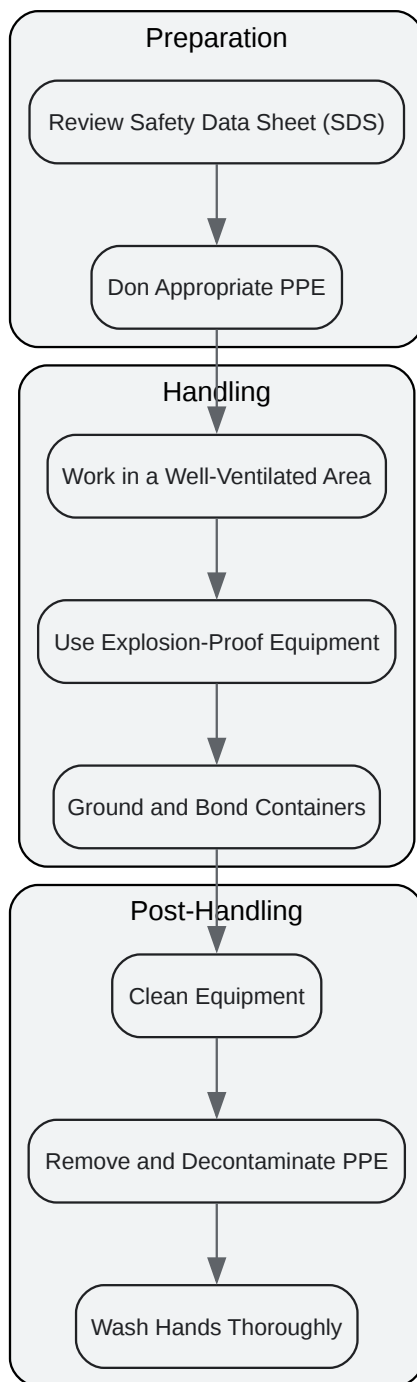 Preparation
Review Safety Data Sheet (SDS)
Don Appropriate PPE
Handling
Work in a Well-Ventilated Area
Use Explosion-Proof Equipment
Ground and Bond Containers
Post-Handling
Clean Equipment
Remove and Decontaminate PPE
Wash Hands Thoroughly